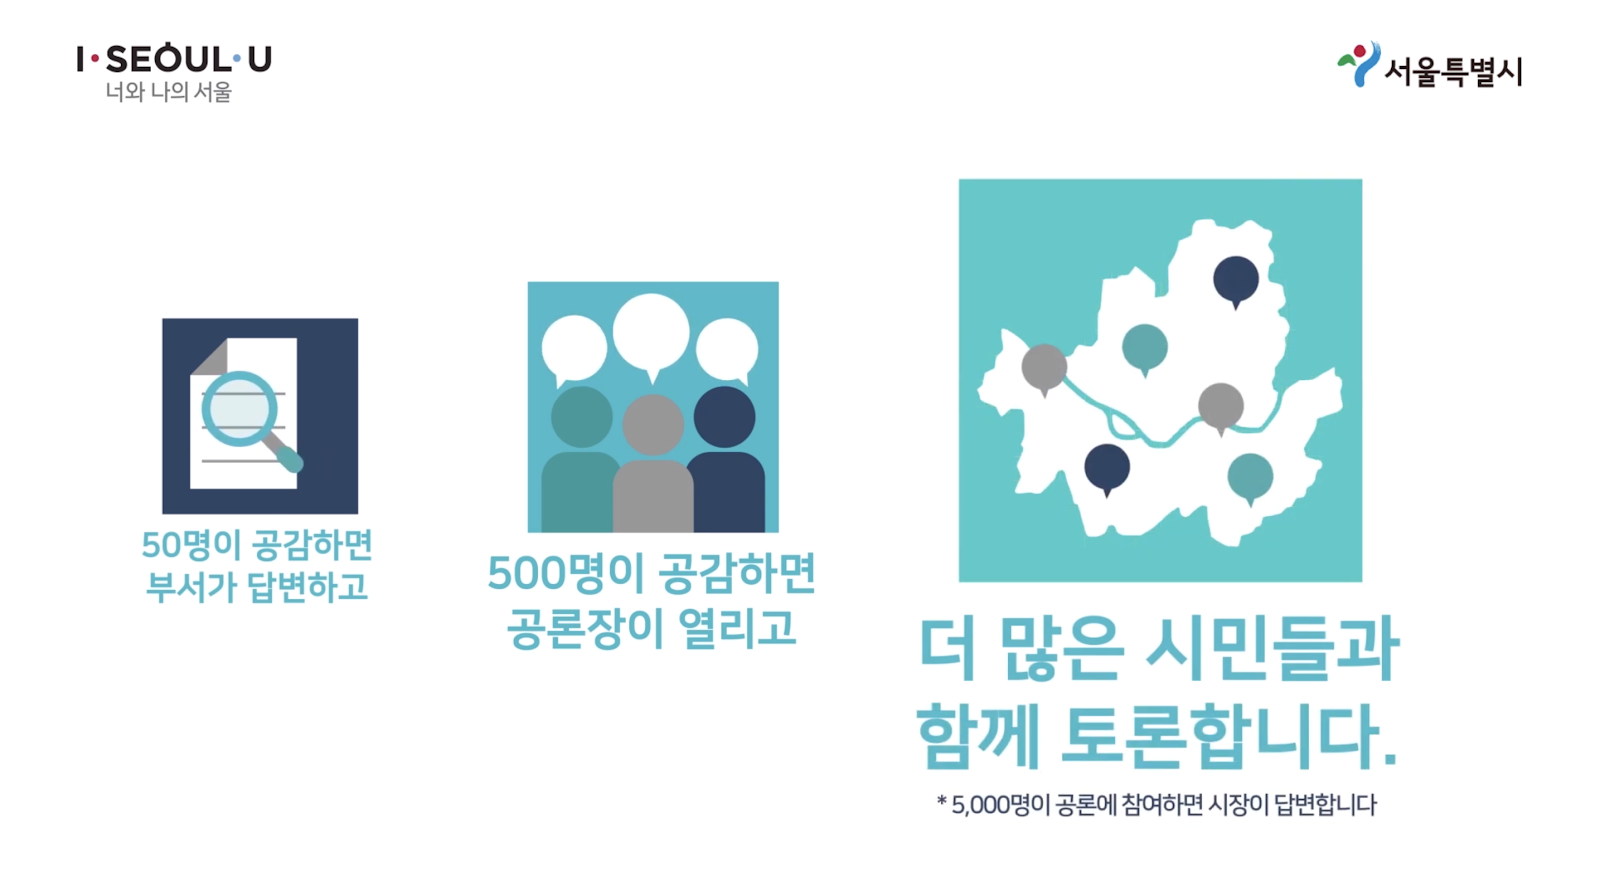 I·SEOUL·U
너와 나의 서울
서울특별시
50명이 공감하면
부서가 답변하고
500명이 공감하면
공론장이 열리고
더 많은 시민들과
함께 토론합니다.
* 5,000명이 공론에 참여하면 시장이 답변합니다